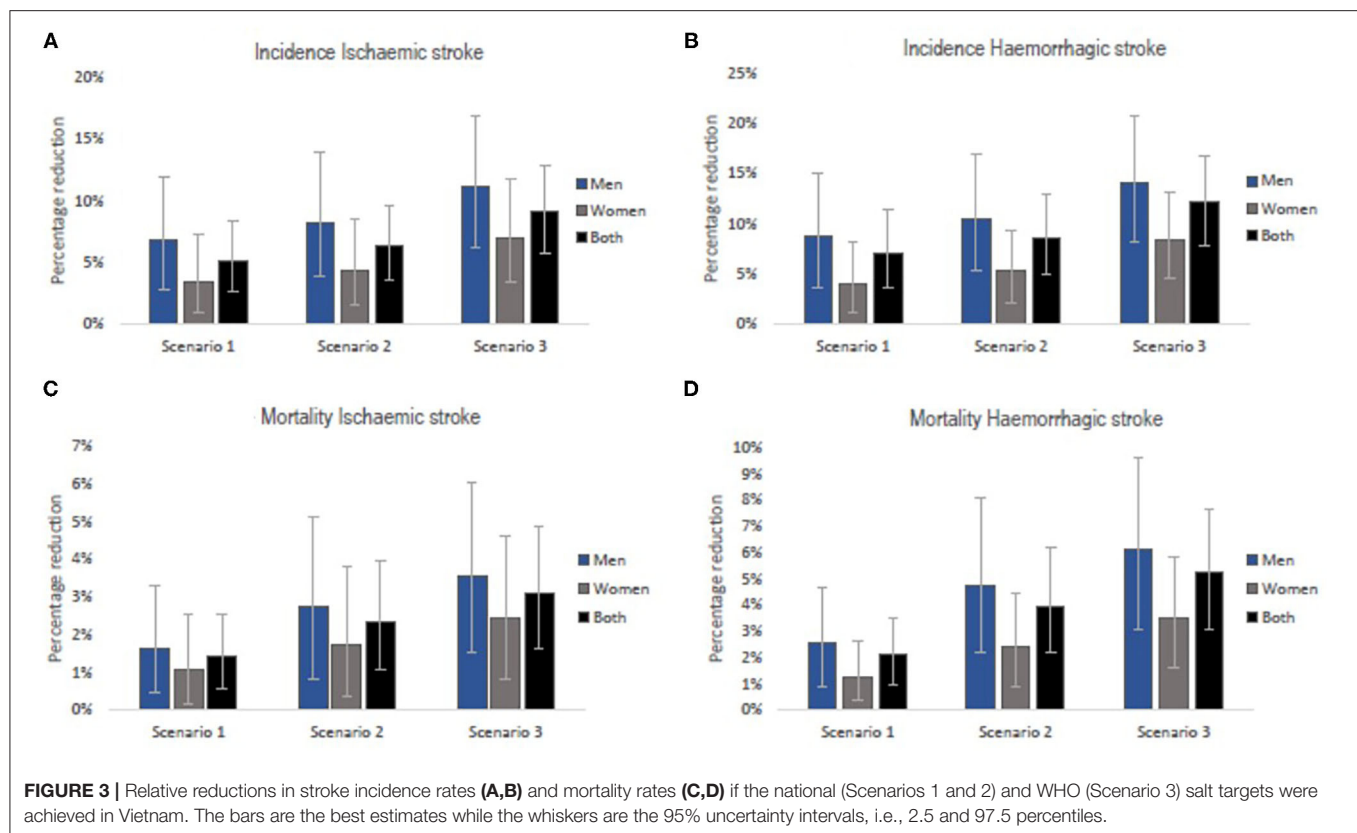 A
Incidence Ischaemic stroke
20%
15%
10%
5%
0%
Percentage reduction
Scenario 1
Scenario 2
Scenario 3
Men
Women
Both
B
Incidence Haemorrhagic stroke
25%
20%
15%
10%
5%
0%
Percentage reduction
Scenario 1
Scenario 2
Scenario 3
Men
Women
Both
C
Mortality Ischaemic stroke
7%
6%
5%
4%
3%
2%
1%
0%
Percentage reduction
Scenario 1
Scenario 2
Scenario 3
Men
Women
Both
D
Mortality Haemorrhagic stroke
10%
9%
8%
7%
6%
5%
4%
3%
2%
1%
0%
Percentage reduction
Scenario 1
Scenario 2
Scenario 3
Men
Women
Both
FIGURE 3 | Relative reductions in stroke incidence rates (A,B) and mortality rates (C,D) if the national (Scenarios 1 and 2) and WHO (Scenario 3) salt targets were
achieved in Vietnam. The bars are the best estimates while the whiskers are the 95% uncertainty intervals, i.e., 2.5 and 97.5 percentiles.